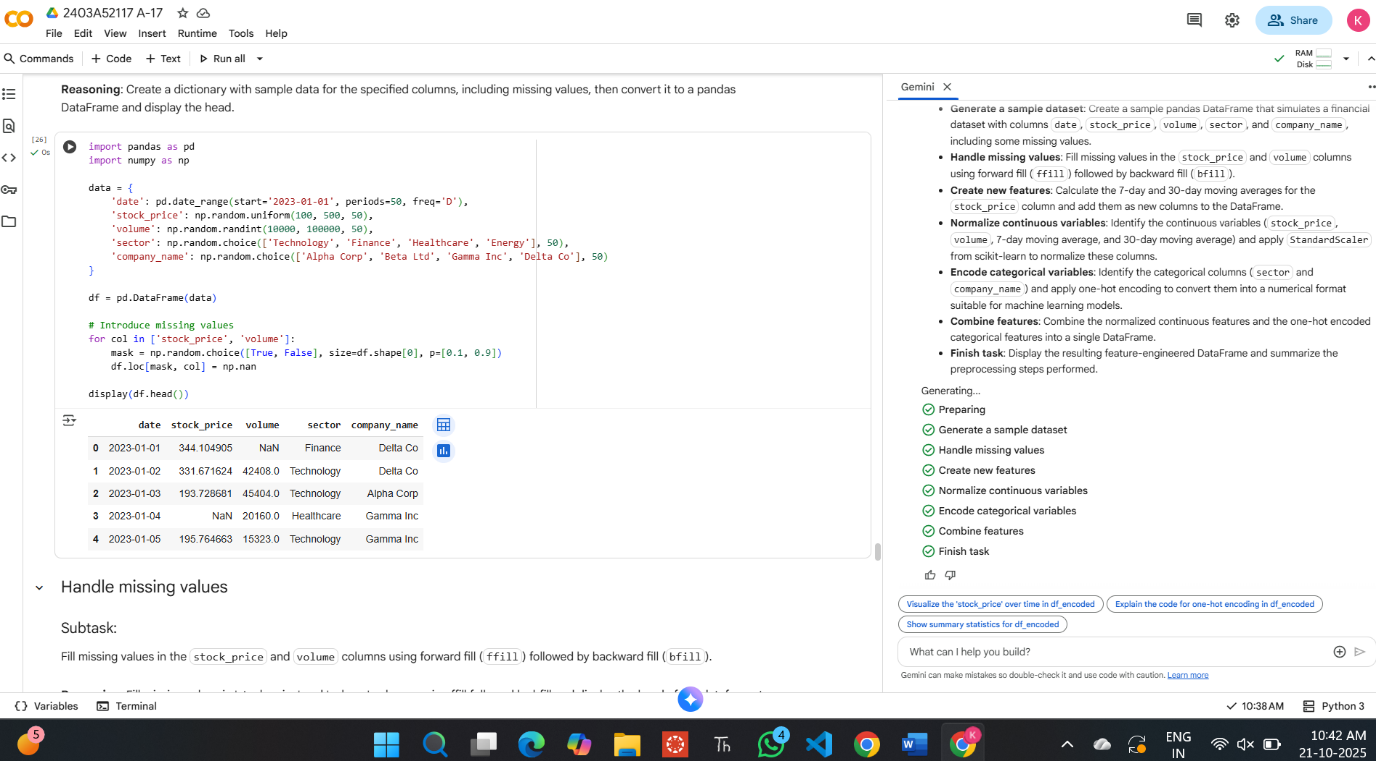 2403A52117 A-17
File Edit View Insert Runtime Tools Help
Share
K
Commands + Code + Text Run all
RAM
Disk
Reasoning: Create a dictionary with sample data for the specified columns, including missing values, then convert it to a pandas
DataFrame and display the head.
[26]
0s
import pandas as pd
import numpy as np
data = {
'date': pd.date_range(start='2023-01-01', periods=50, freq='D'),
'stock_price': np.random.uniform(100, 500, 50),
'volume': np.random.randint(10000, 100000, 50),
'sector': np.random.choice(['Technology', 'Finance', 'Healthcare', 'Energy'], 50),
'company_name': np.random.choice(['Alpha Corp', 'Beta Ltd', 'Gamma Inc', 'Delta Co'], 50)
}
df = pd.DataFrame(data)
# Introduce missing values
for col in ['stock_price', 'volume']:
mask = np.random.choice([True, False], size=df.shape[0], p=[0.1, 0.9])
df.loc[mask, col] = np.nan
display(df.head())
date stock_price volume sector company_name
0 2023-01-01 344.104905 NaN Finance Delta Co
1 2023-01-02 331.671624 42408.0 Technology Delta Co
2 2023-01-03 193.728681 45404.0 Technology Alpha Corp
3 2023-01-04 NaN 20160.0 Healthcare Gamma Inc
4 2023-01-05 195.764663 15323.0 Technology Gamma Inc
Handle missing values
Subtask:
Fill missing values in the stock_price and volume columns using forward fill ( ffill ) followed by backward fill ( bfill ).
Gemini
Generate a sample dataset: Create a sample pandas DataFrame that simulates a financial
dataset with columns date , stock_price , volume , sector , and company_name ,
including some missing values.
Handle missing values: Fill missing values in the stock_price and volume columns
using forward fill ( ffill ) followed by backward fill ( bfill ).
Create new features: Calculate the 7-day and 30-day moving averages for the
stock_price column and add them as new columns to the DataFrame.
Normalize continuous variables: Identify the continuous variables ( stock_price ,
volume , 7-day moving average, and 30-day moving average) and apply StandardScaler
from scikit-learn to normalize these columns.
Encode categorical variables: Identify the categorical columns ( sector and
company_name ) and apply one-hot encoding to convert them into a numerical format
suitable for machine learning models.
Combine features: Combine the normalized continuous features and the one-hot encoded
categorical features into a single DataFrame.
Finish task: Display the resulting feature-engineered DataFrame and summarize the
preprocessing steps performed.
Generating...
Preparing
Generate a sample dataset
Handle missing values
Create new features
Normalize continuous variables
Encode categorical variables
Combine features
Finish task
Visualize the 'stock_price' over time in df_encoded
Explain the code for one-hot encoding in df_encoded
Show summary statistics for df_encoded
What can I help you build?
Gemini can make mistakes so double-check it and use code with caution. Learn more
Variables Terminal
10:38 AM Python 3
5
4
K
ENG
IN
10:42 AM
21-10-2025